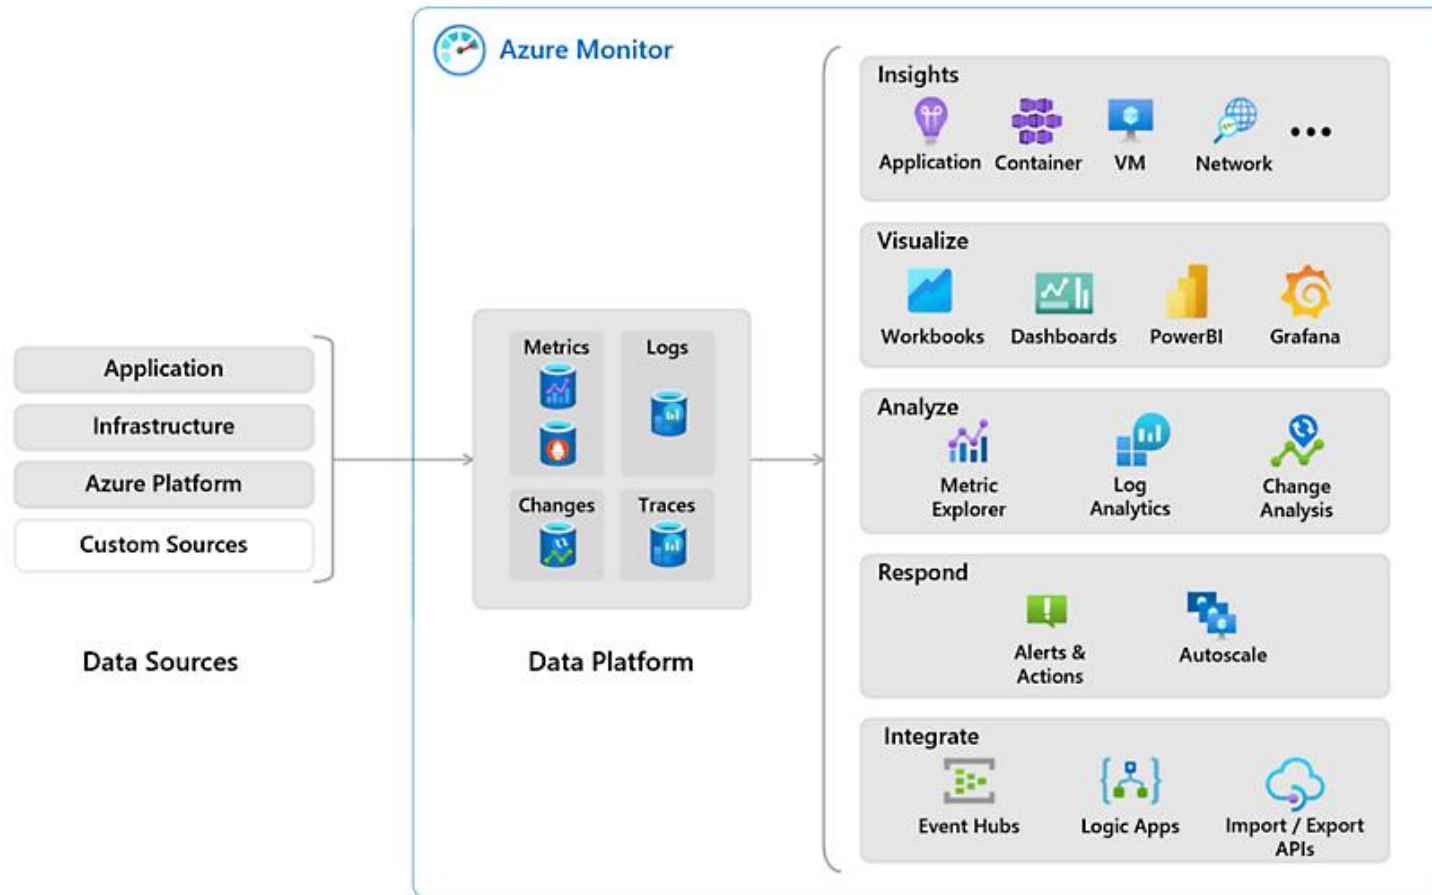 Azure Monitor
Application
Infrastructure
Azure Platform
Custom Sources
Data Sources
Metrics
Logs
Changes
Traces
Data Platform
Insights
Application
Container
VM
Network
...
Visualize
Workbooks
Dashboards
PowerBI
Grafana
Analyze
Metric
Explorer
Log
Analytics
Change
Analysis
Respond
Alerts &
Actions
Autoscale
Integrate
Event Hubs
Logic Apps
Import / Export
APIs